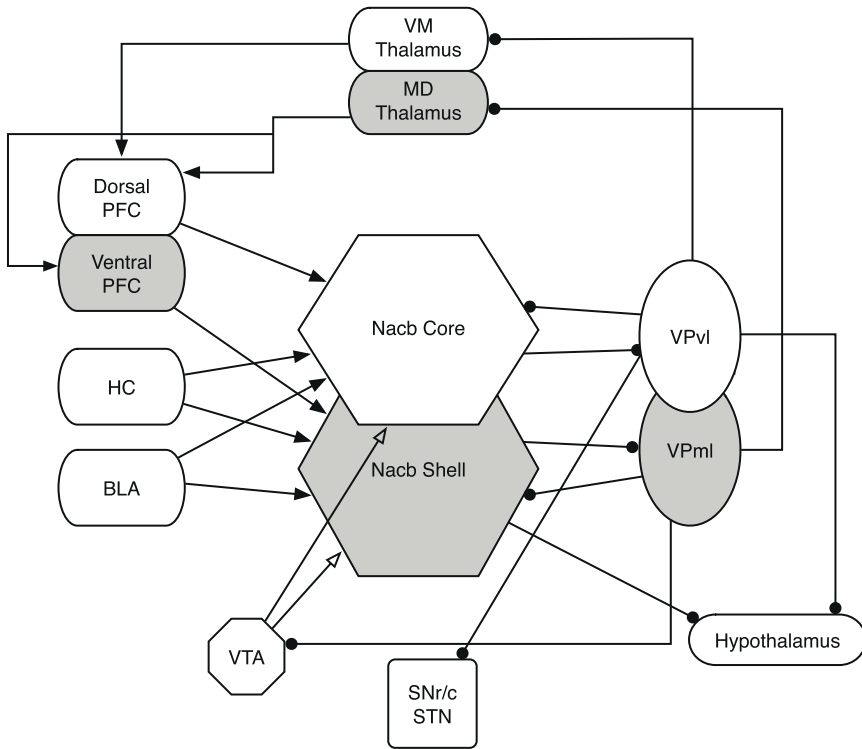 VM
Thalamus
MD
Thalamus
Dorsal
PFC
Ventral
PFC
Nacb Core
VPvl
HC
VPml
Nacb Shell
BLA
Hypothalamus
VTA
SNr/c
STN